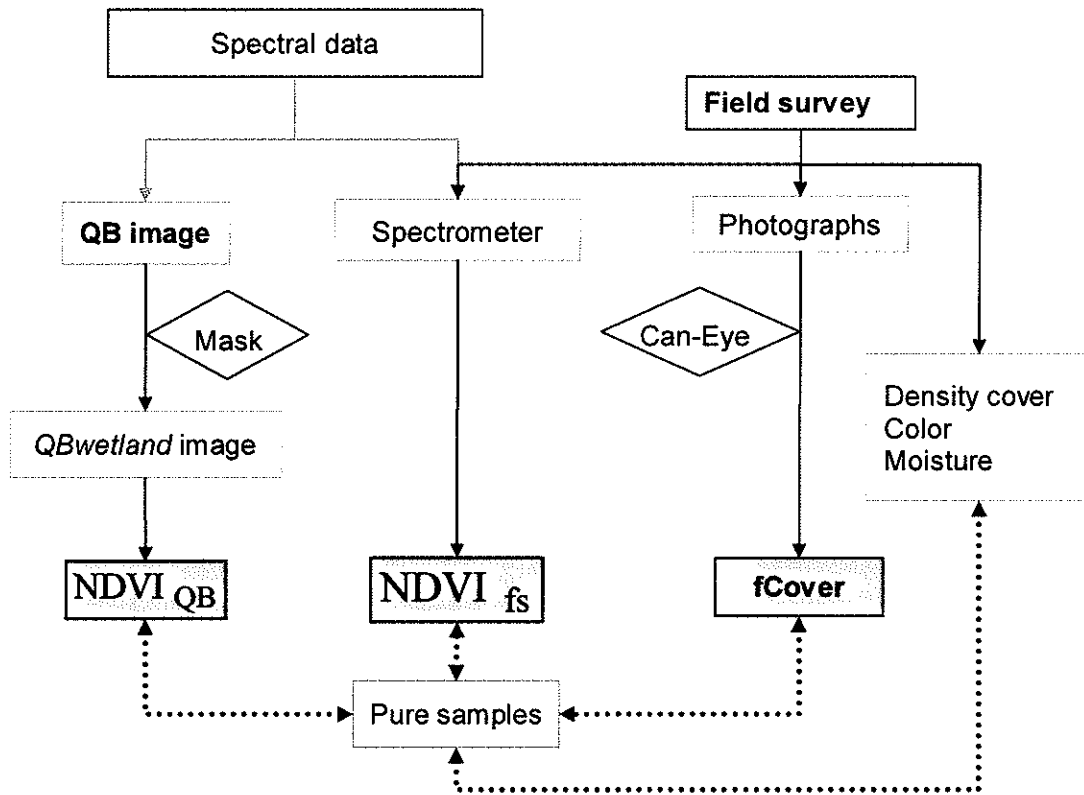 Spectral data
Field survey
QB image
Spectrometer
Photographs
Mask
Can-Eye
Density cover
Color
Moisture
QBwetland image
NDVI QB
NDVI fs
fCover
Pure samples